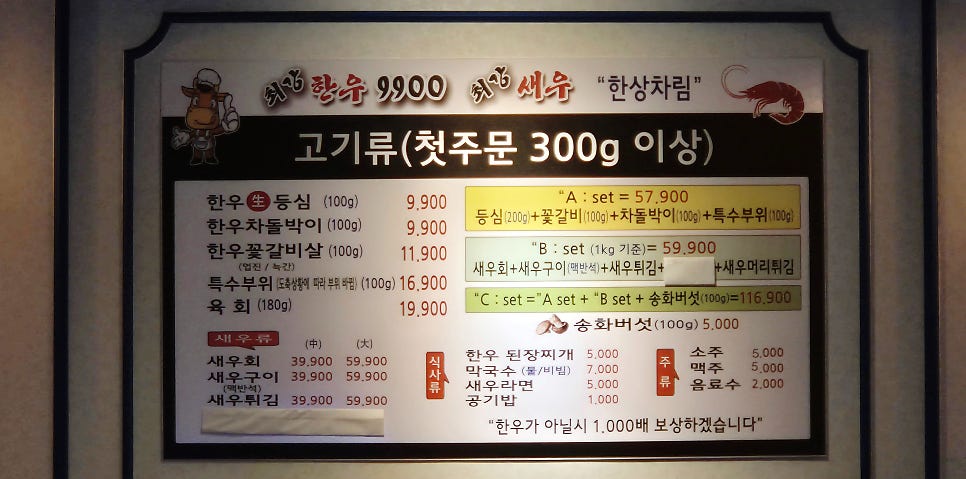 최강 한우 9900 최강 새우 "한상차림"
고기류(첫주문 300g 이상)
한우 生 등심 (100g) 9,900
한우차돌박이 (100g) 9,900
한우꽃갈비살 (100g) 11,900
(업진 / 늑간)
특수부위 (도축상황에 따라 부위 바뀜) (100g) 16,900
육 회 (180g) 19,900
"A : set = 57,900
등심(200g)+꽃갈비(100g)+차돌박이(100g)+특수부위(100g)
"B : set (1kg 기준)= 59,900
새우회+새우구이(맥반석)+새우튀김+ +새우머리튀김
"C : set ="A set + "B set + 송화버섯(100g)=116,900
송화버섯(100g) 5,000
새우류 (中) (大)
새우회 39,900 59,900
새우구이 39,900 59,900
(맥반석)
새우튀김 39,900 59,900
식사류
한우 된장찌개 5,000
막국수 (물/비빔) 7,000
새우라면 5,000
공기밥 1,000
주류
소주 5,000
맥주 5,000
음료수 2,000
"한우가 아닐시 1,000배 보상하겠습니다"